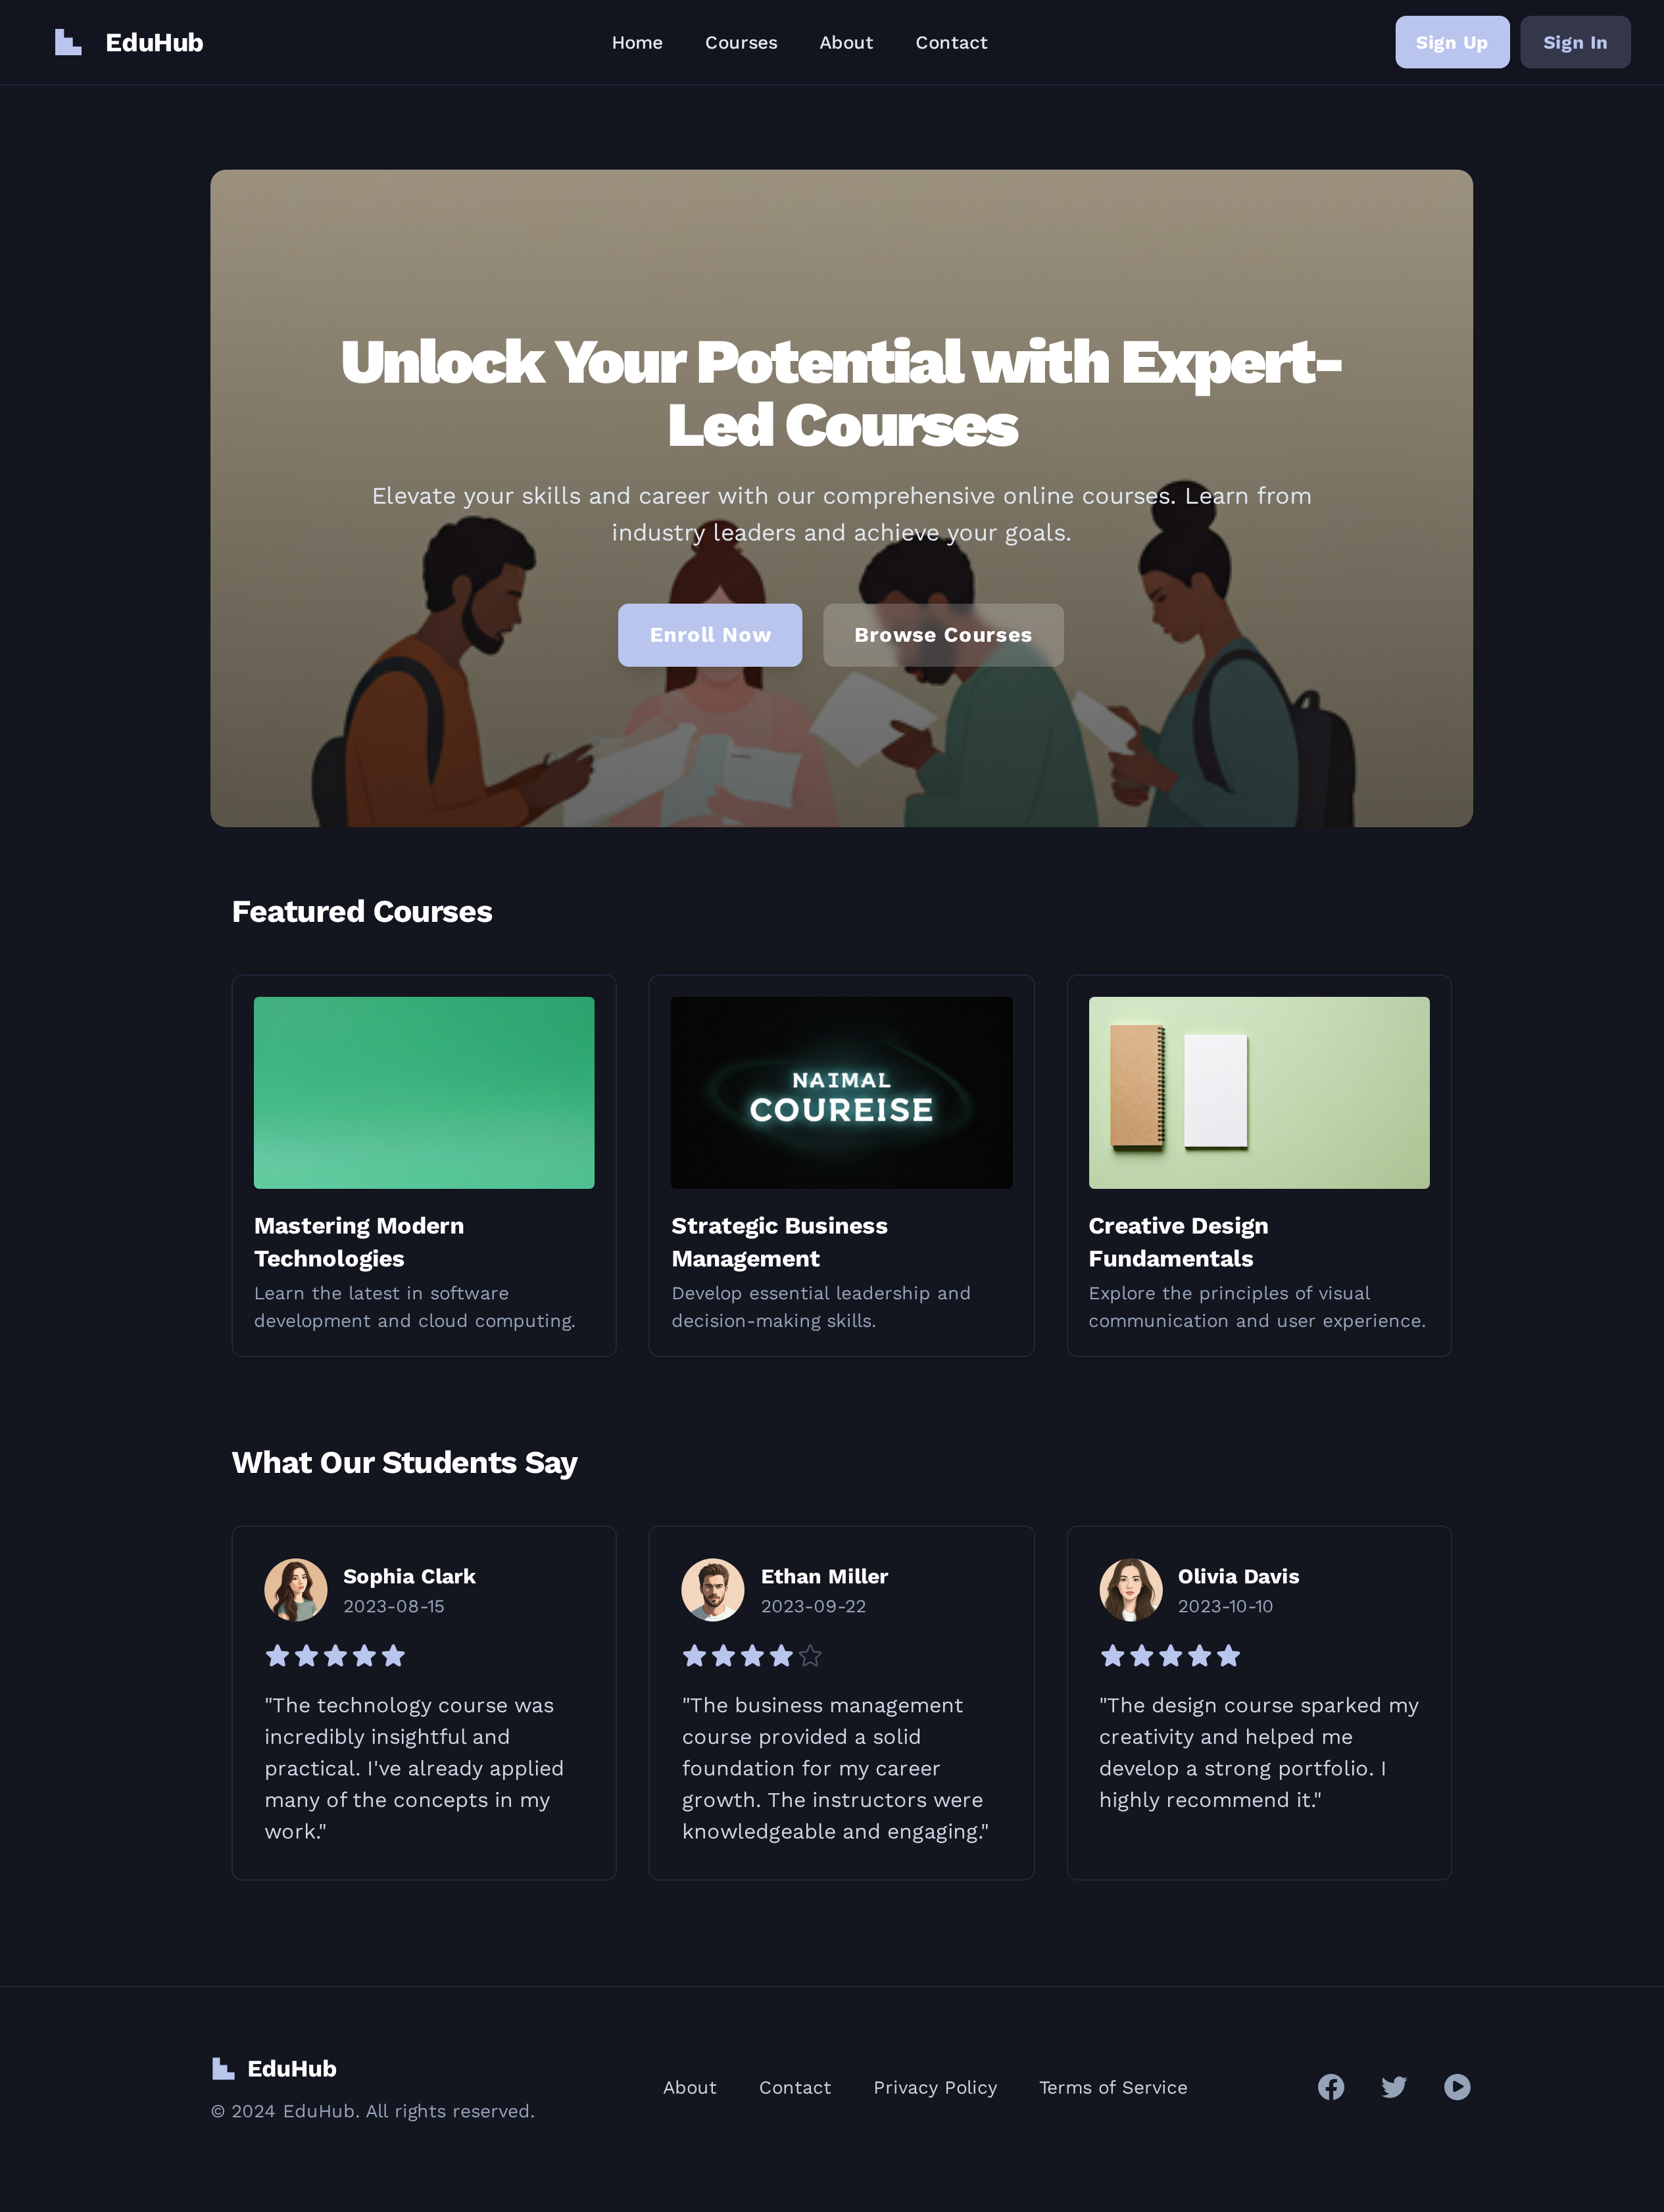 EduHub
Home
Courses
About
Contact
Sign Up
Sign In
Unlock Your Potential with Expert-
Led Courses
Elevate your skills and career with our comprehensive online courses. Learn from
industry leaders and achieve your goals.
Enroll Now
Browse Courses
Featured Courses
Mastering Modern
Technologies
Learn the latest in software
development and cloud computing.
NAIMAL
COUREISE
Strategic Business
Management
Develop essential leadership and
decision-making skills.
Creative Design
Fundamentals
Explore the principles of visual
communication and user experience.
What Our Students Say
Sophia Clark
2023-08-15
"The technology course was
incredibly insightful and
practical. I've already applied
many of the concepts in my
work."
Ethan Miller
2023-09-22
"The business management
course provided a solid
foundation for my career
growth. The instructors were
knowledgeable and engaging."
Olivia Davis
2023-10-10
"The design course sparked my
creativity and helped me
develop a strong portfolio. I
highly recommend it."
EduHub
© 2024 EduHub. All rights reserved.
About
Contact
Privacy Policy
Terms of Service